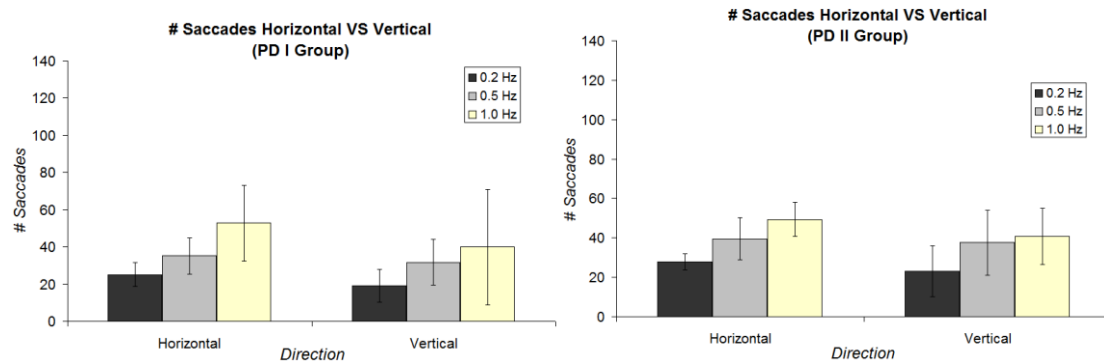 # Saccades Horizontal VS Vertical
(PD I Group)
140
120
100
80
60
40
20
0
# Saccades
0.2 Hz
0.5 Hz
1.0 Hz
Horizontal
Vertical
Direction
# Saccades Horizontal VS Vertical
(PD II Group)
140
120
100
80
60
40
20
0
# Saccades
0.2 Hz
0.5 Hz
1.0 Hz
Horizontal
Vertical
Direction